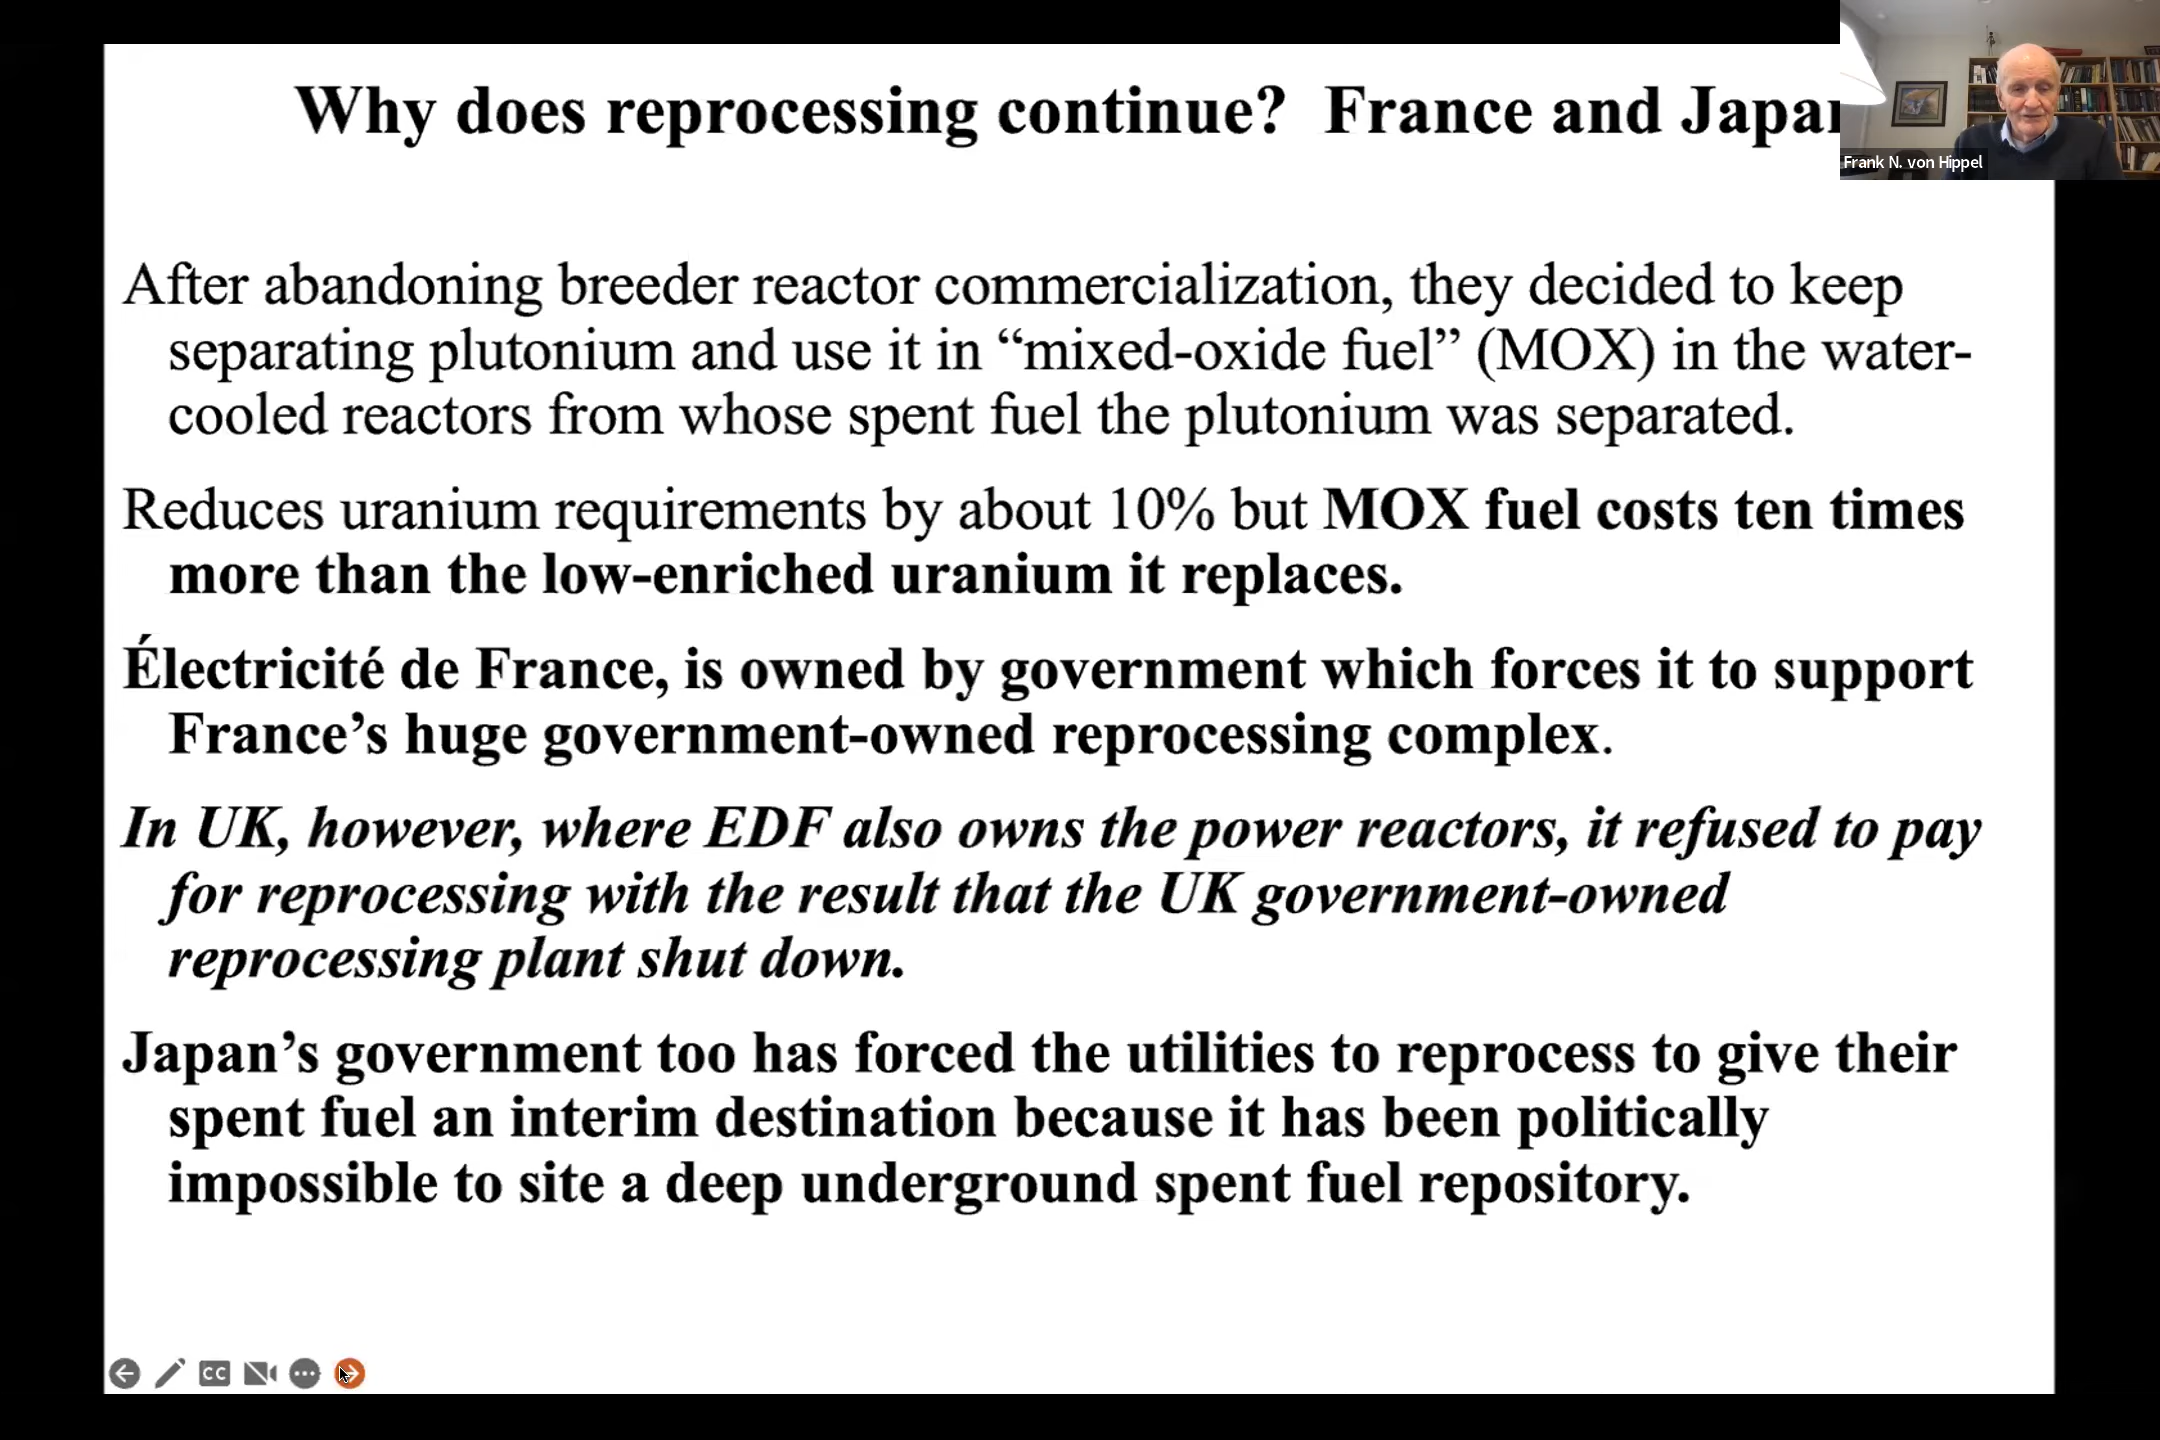 Why does reprocessing continue? France and Japan
Frank N. von Hippel
After abandoning breeder reactor commercialization, they decided to keep
separating plutonium and use it in “mixed-oxide fuel” (MOX) in the water-
cooled reactors from whose spent fuel the plutonium was separated.
Reduces uranium requirements by about 10% but MOX fuel costs ten times
more than the low-enriched uranium it replaces.
Électricité de France, is owned by government which forces it to support
France’s huge government-owned reprocessing complex.
In UK, however, where EDF also owns the power reactors, it refused to pay
for reprocessing with the result that the UK government-owned
reprocessing plant shut down.
Japan’s government too has forced the utilities to reprocess to give their
spent fuel an interim destination because it has been politically
impossible to site a deep underground spent fuel repository.
CC